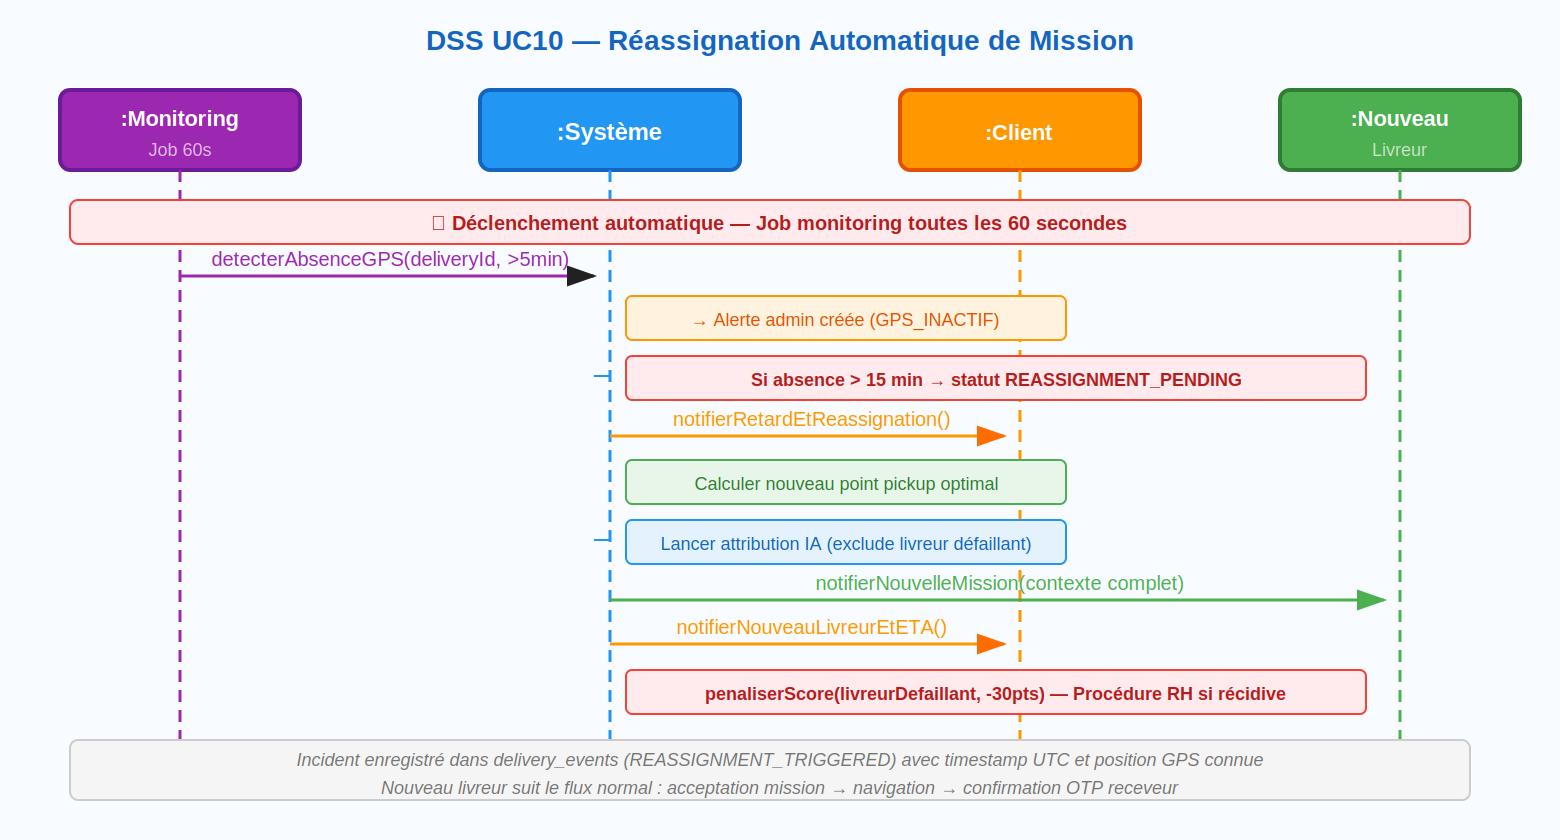 DSS UC10 — Réassignation Automatique de Mission
:Monitoring
Job 60s
:Système
:Client
:Nouveau
Livreur
Déclenchement automatique — Job monitoring toutes les 60 secondes
detecterAbsenceGPS(deliveryId, >5min)
→ Alerte admin créée (GPS_INACTIF)
Si absence > 15 min → statut REASSIGNMENT_PENDING
notifierRetardEtReassignation()
Calculer nouveau point pickup optimal
Lancer attribution IA (exclude livreur défaillant)
notifierNouvelleMission(contexte complet)
notifierNouveauLivreurEtETA()
penaliserScore(livreurDefaillant, -30pts) — Procédure RH si récidive
Incident enregistré dans delivery_events (REASSIGNMENT_TRIGGERED) avec timestamp UTC et position GPS connue
Nouveau livreur suit le flux normal : acceptation mission → navigation → confirmation OTP receveur